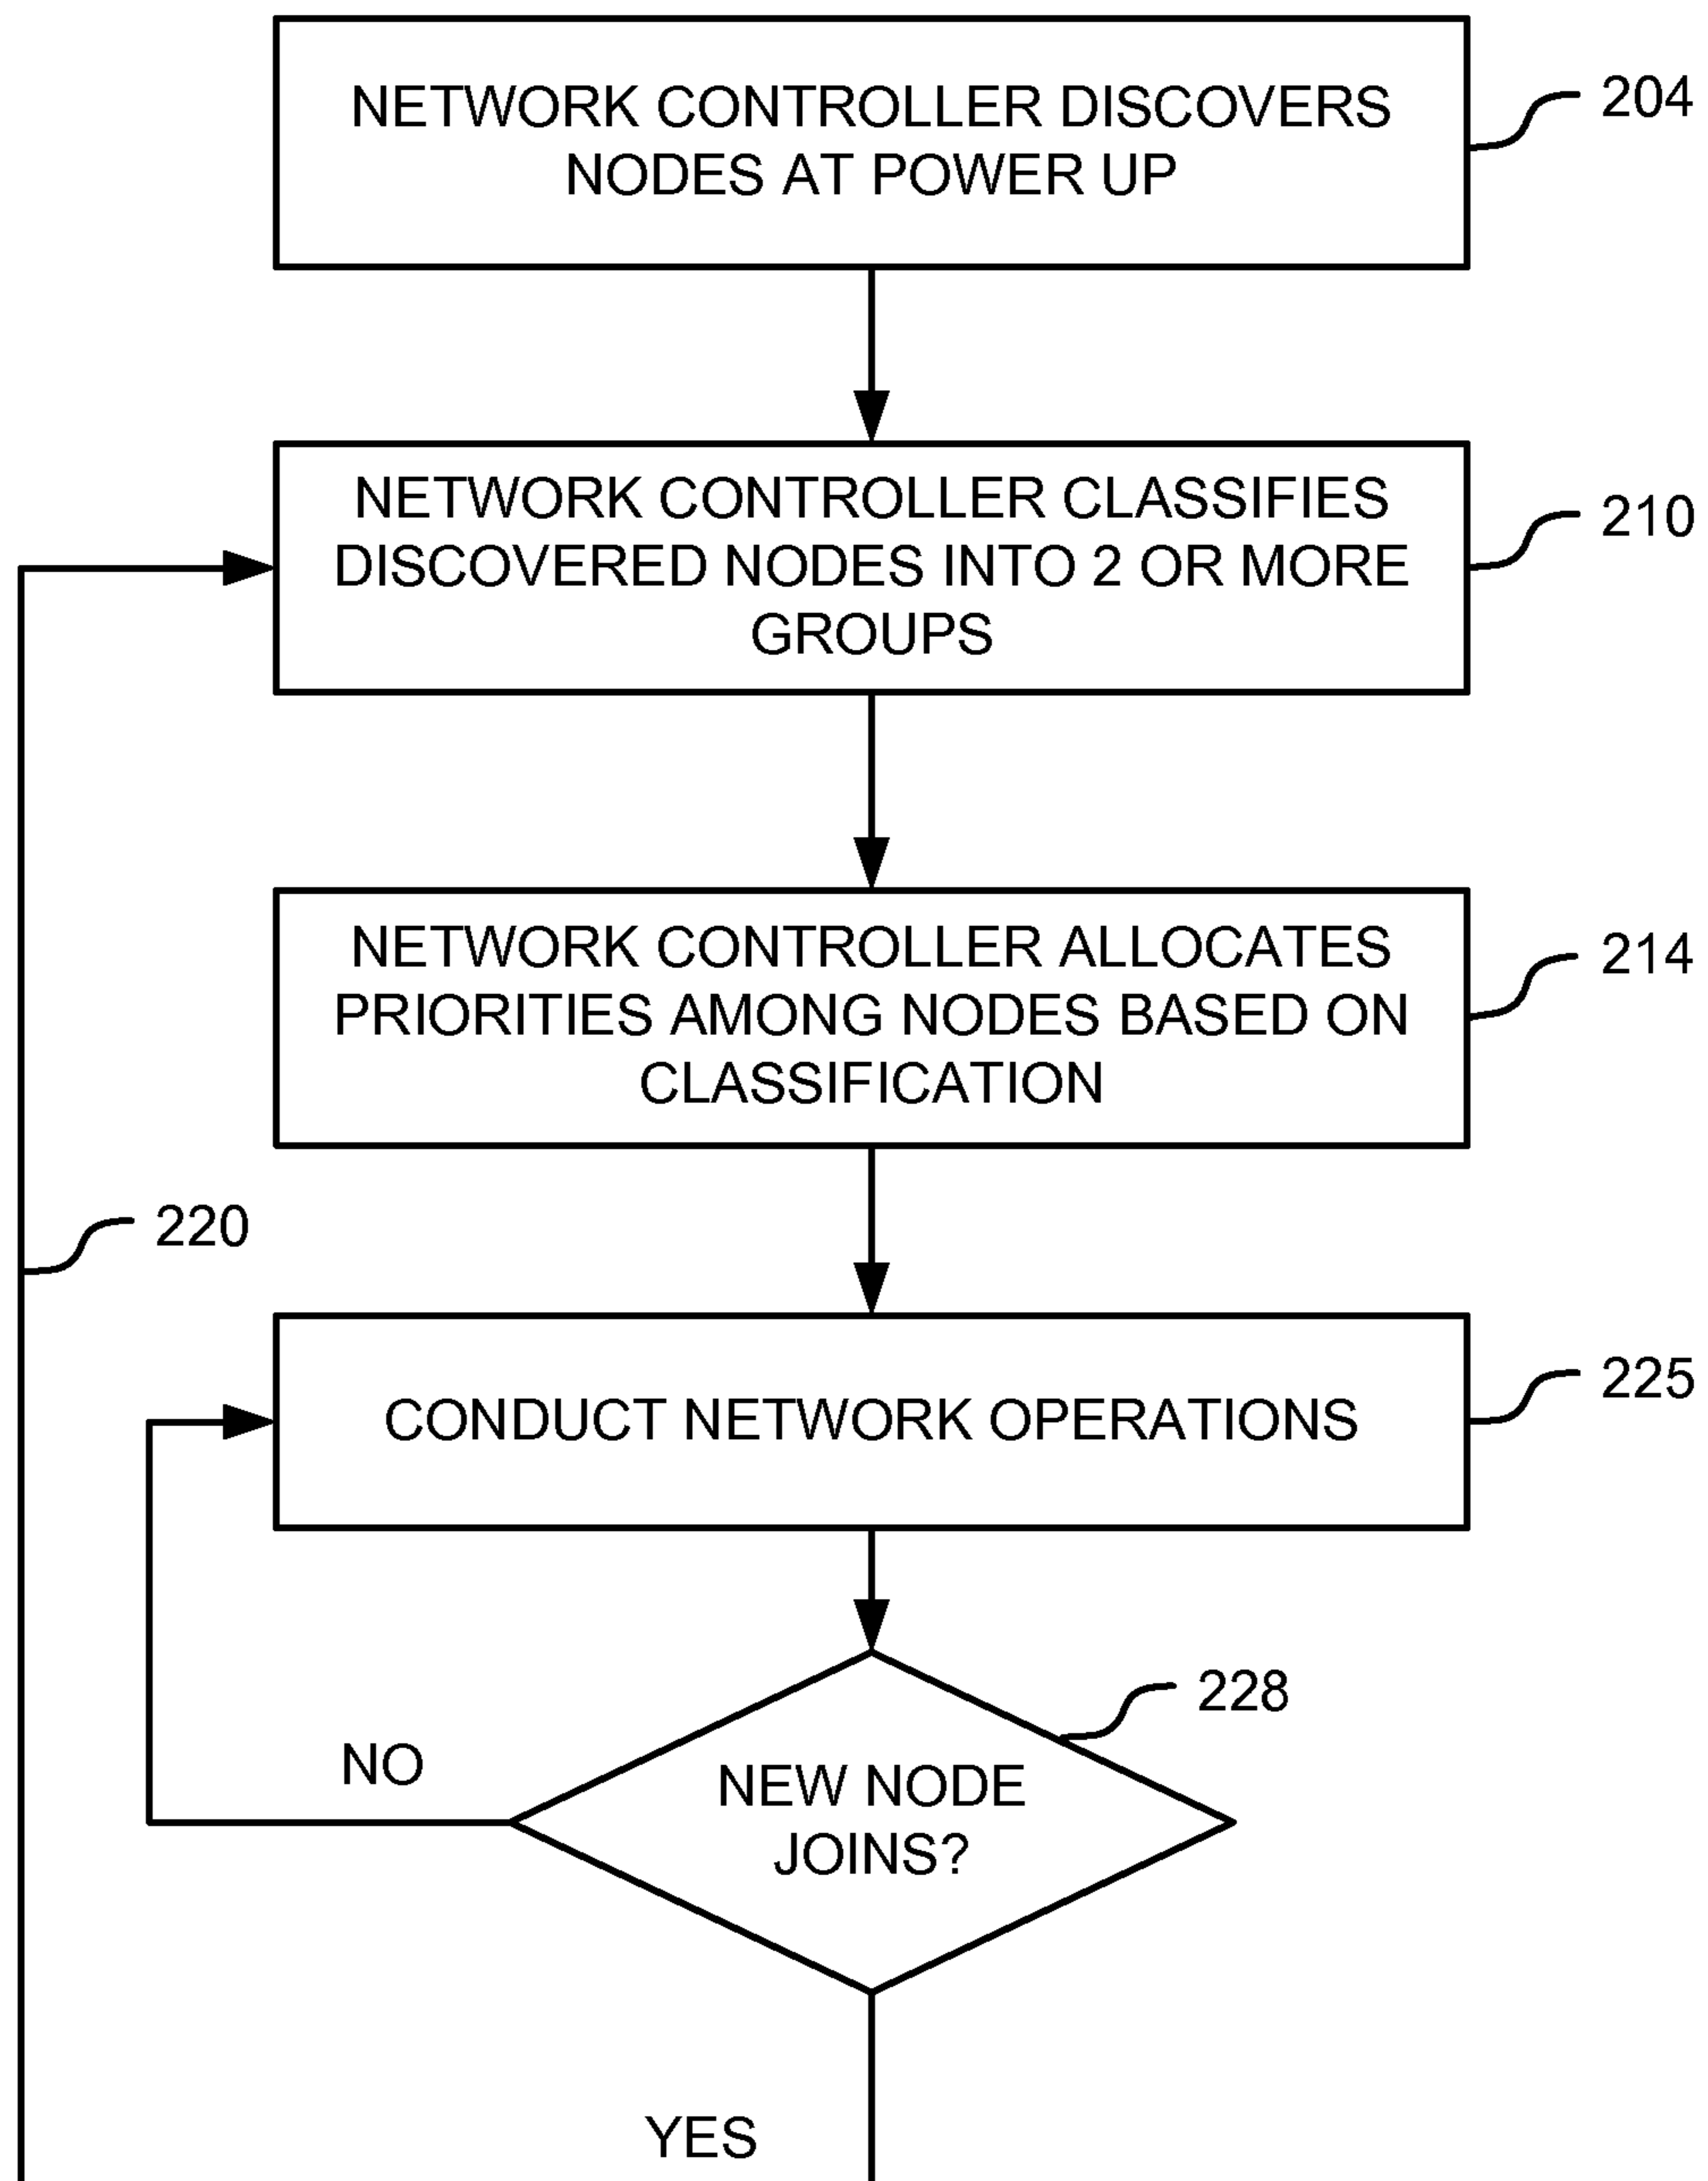 NETWORK CONTROLLER DISCOVERS
NODES AT POWER UP
204
NETWORK CONTROLLER CLASSIFIES
DISCOVERED NODES INTO 2 OR MORE
GROUPS
210
NETWORK CONTROLLER ALLOCATES
PRIORITIES AMONG NODES BASED ON
CLASSIFICATION
214
220
CONDUCT NETWORK OPERATIONS
225
228
NO
NEW NODE
JOINS?
YES